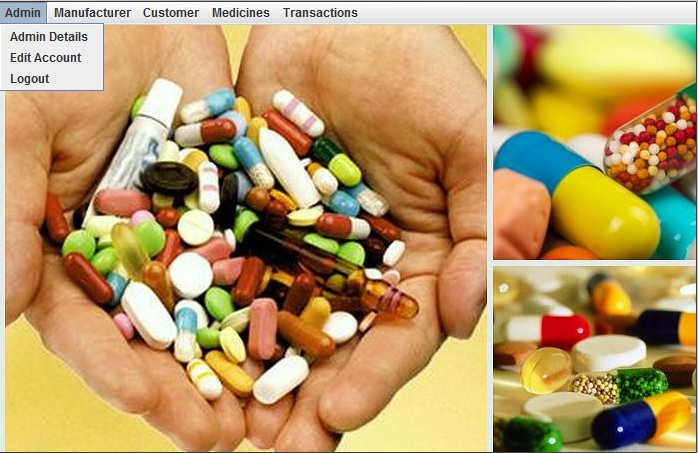 Admin Manufacturer Customer Medicines Transactions
Admin Details
Edit Account
Logout